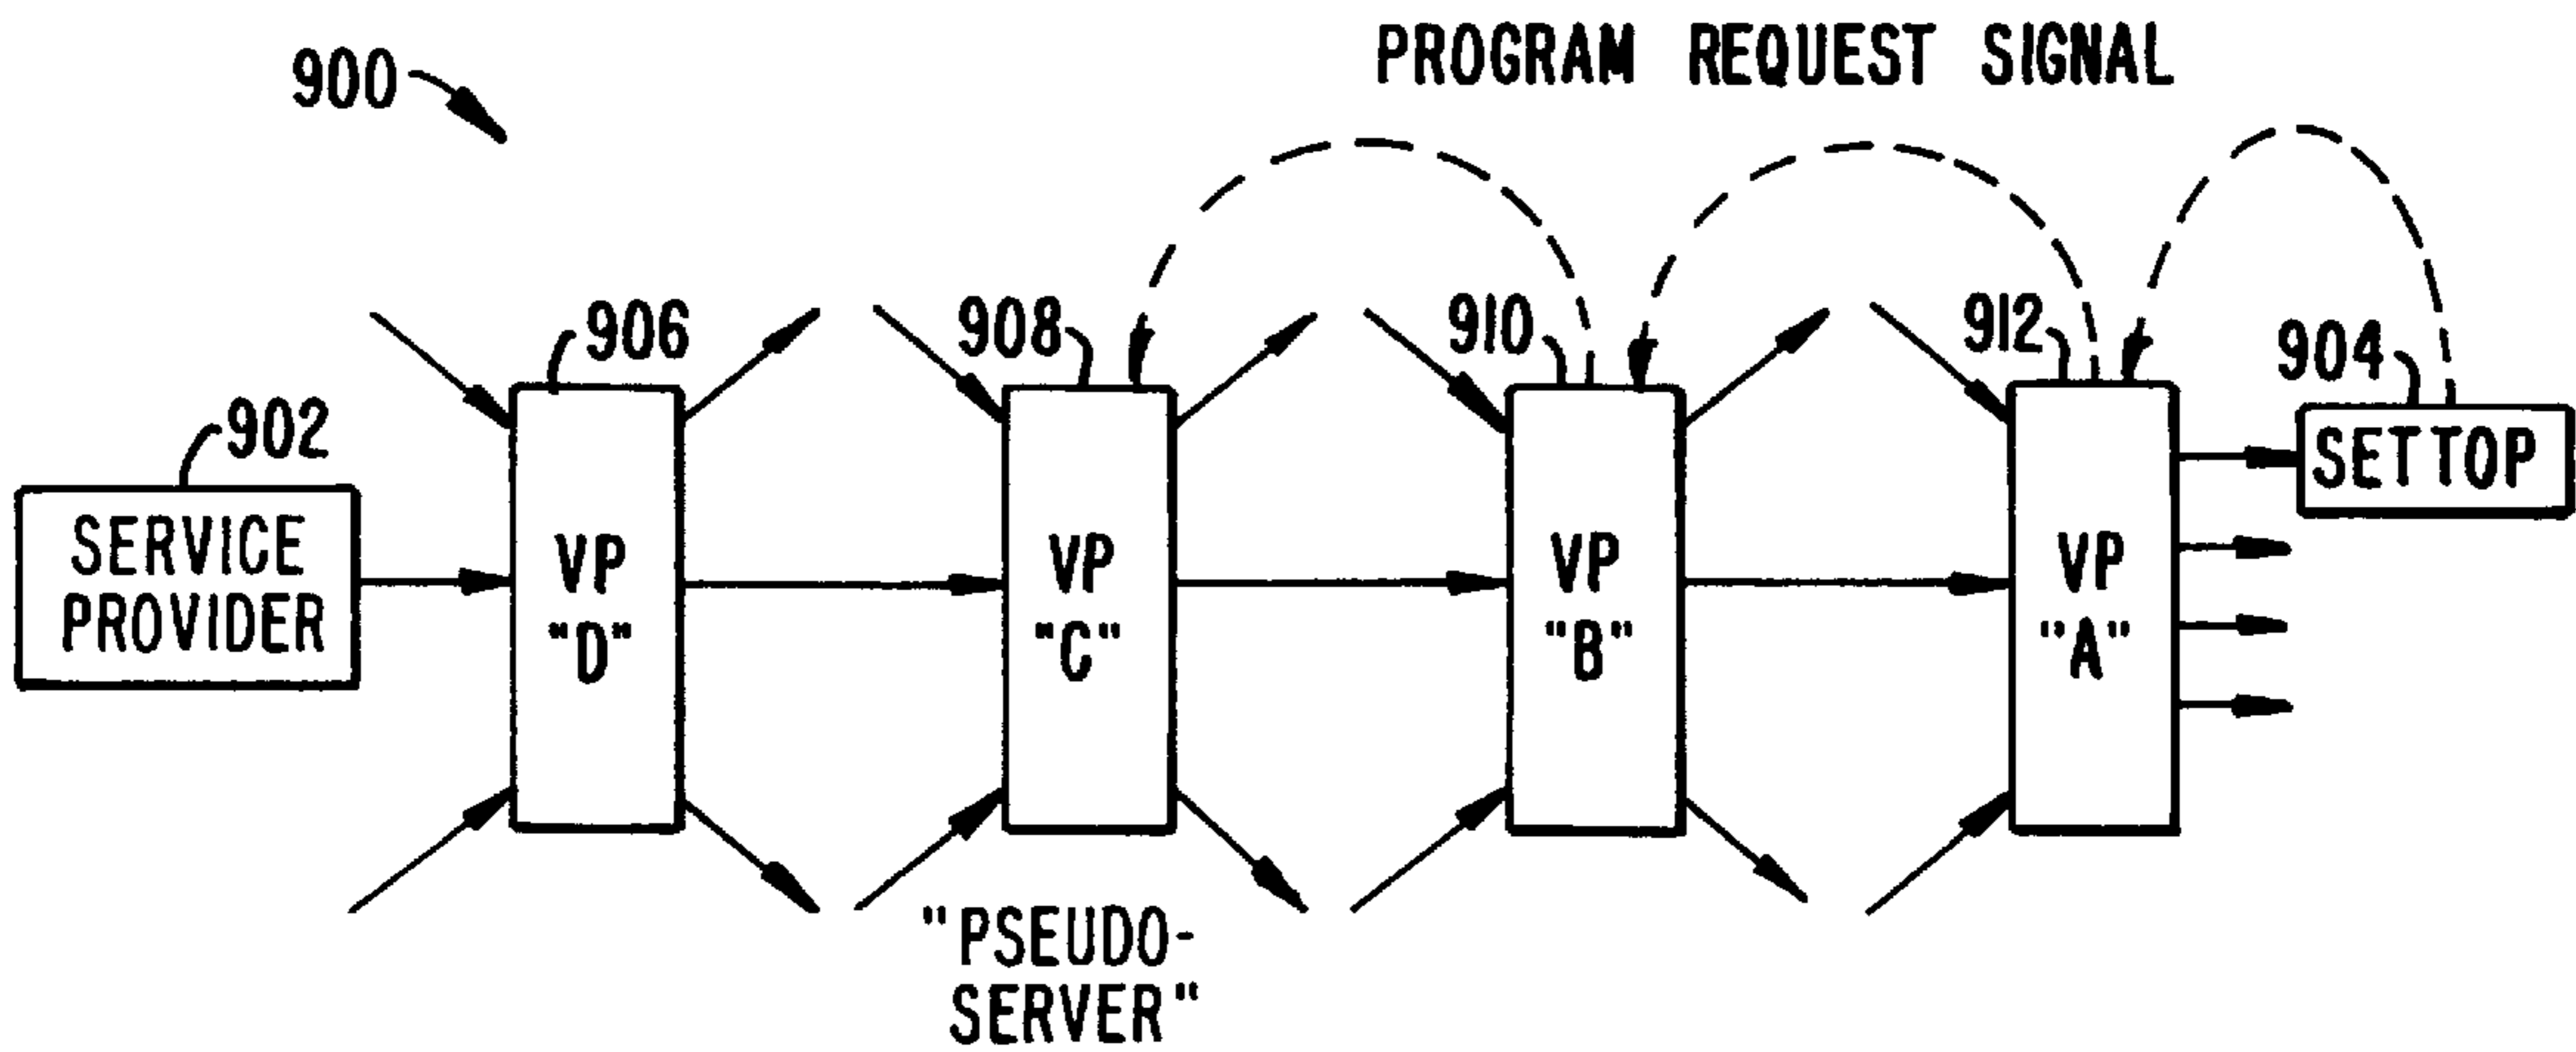 PROGRAM REQUEST SIGNAL
900
902
906
908
910
912
904
SERVICE
PROVIDER
VP
"D"
VP
"C"
VP
"B"
VP
"A"
SET TOP
"PSEUDO-
SERVER"